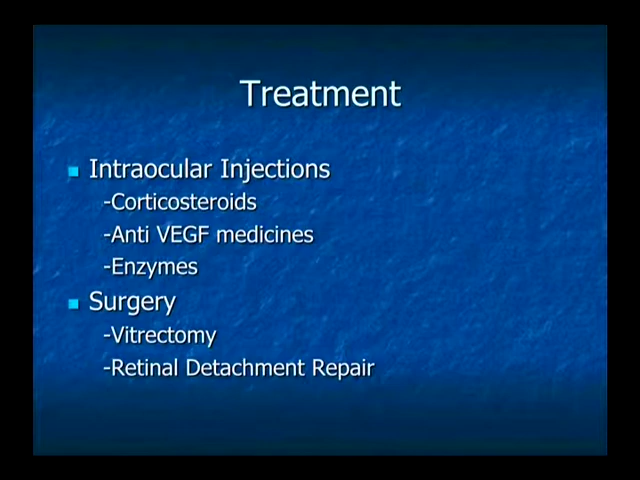 Treatment
Intraocular Injections
-Corticosteroids
-Anti VEGF medicines
-Enzymes
Surgery
-Vitrectomy
-Retinal Detachment Repair